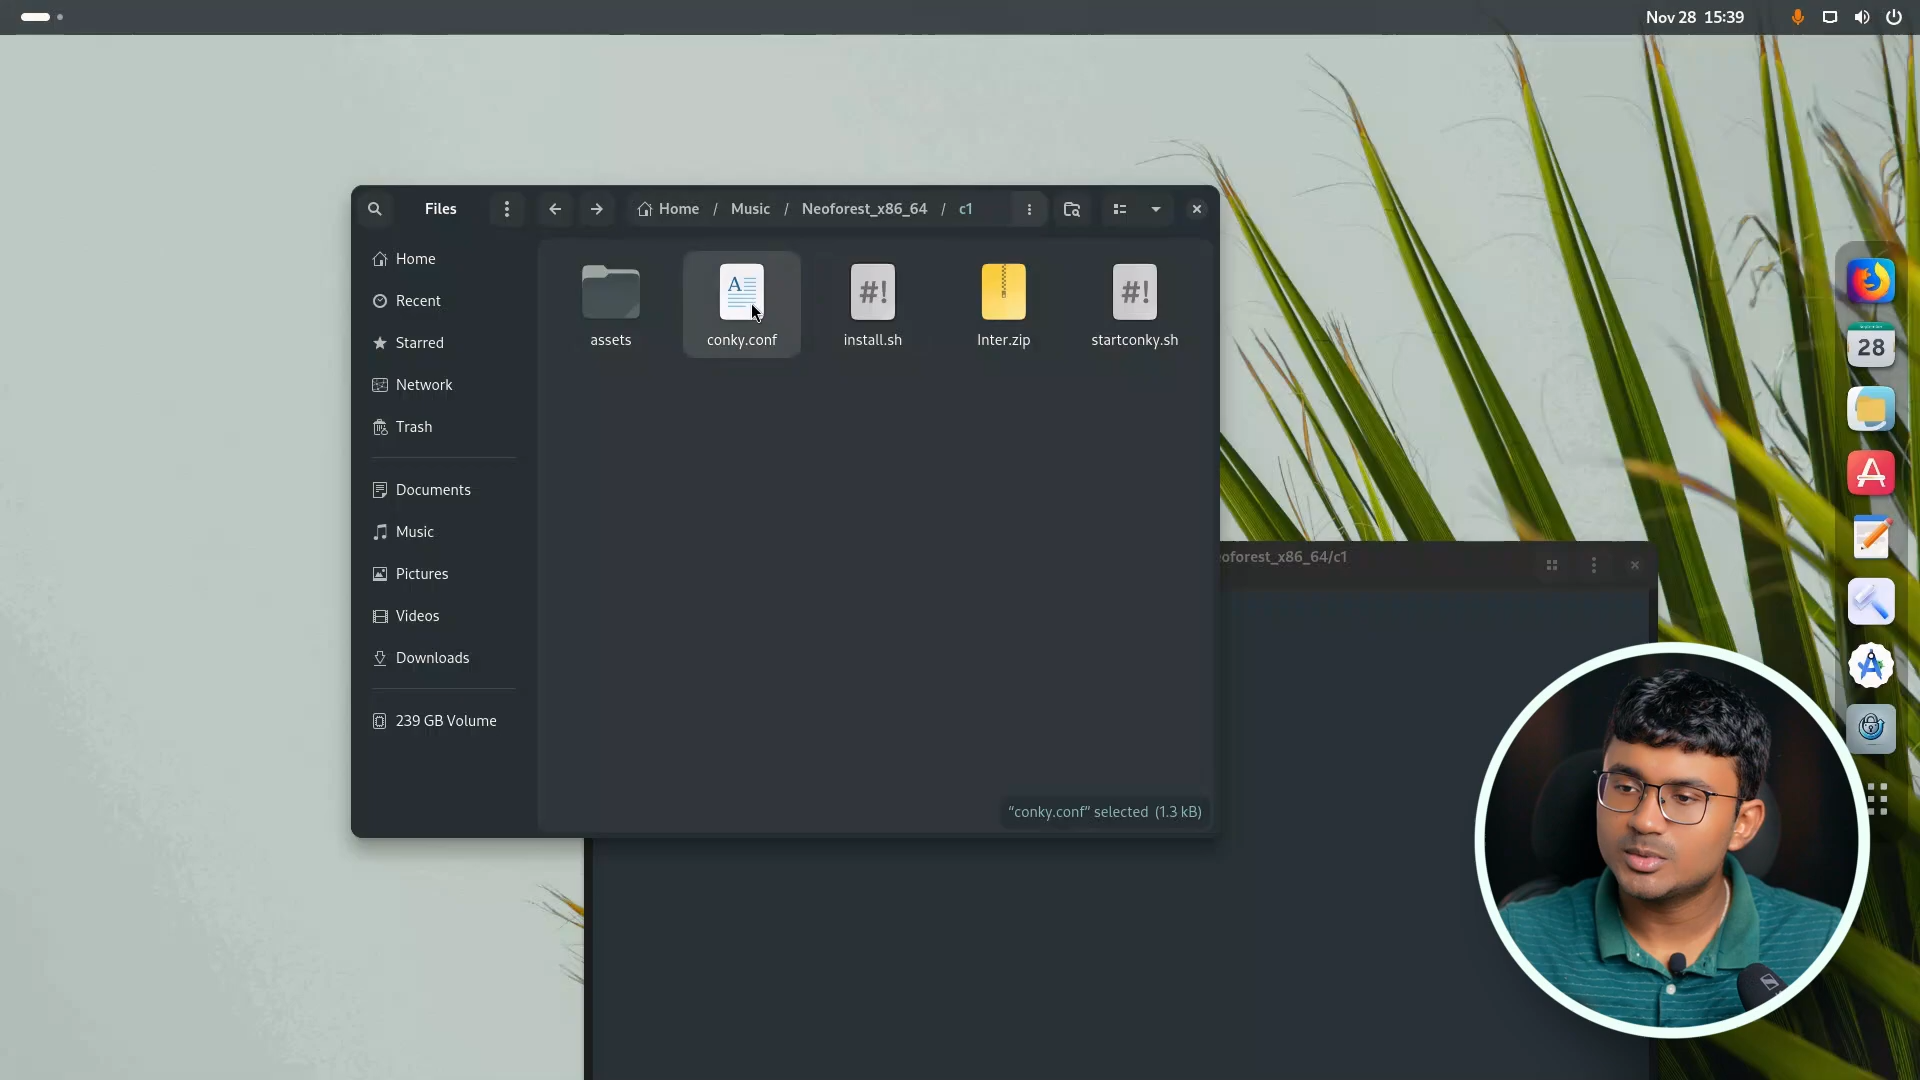 Nov 28 15:39
Files
Home / Music / Neoforest_x86_64 / c1
Home
Recent
Starred
Network
Trash
Documents
Music
Pictures
Videos
Downloads
239 GB Volume
assets
conky.conf
install.sh
Inter.zip
startconky.sh
“conky.conf” selected (1.3 kB)
eoforest_x86_64/c1
28